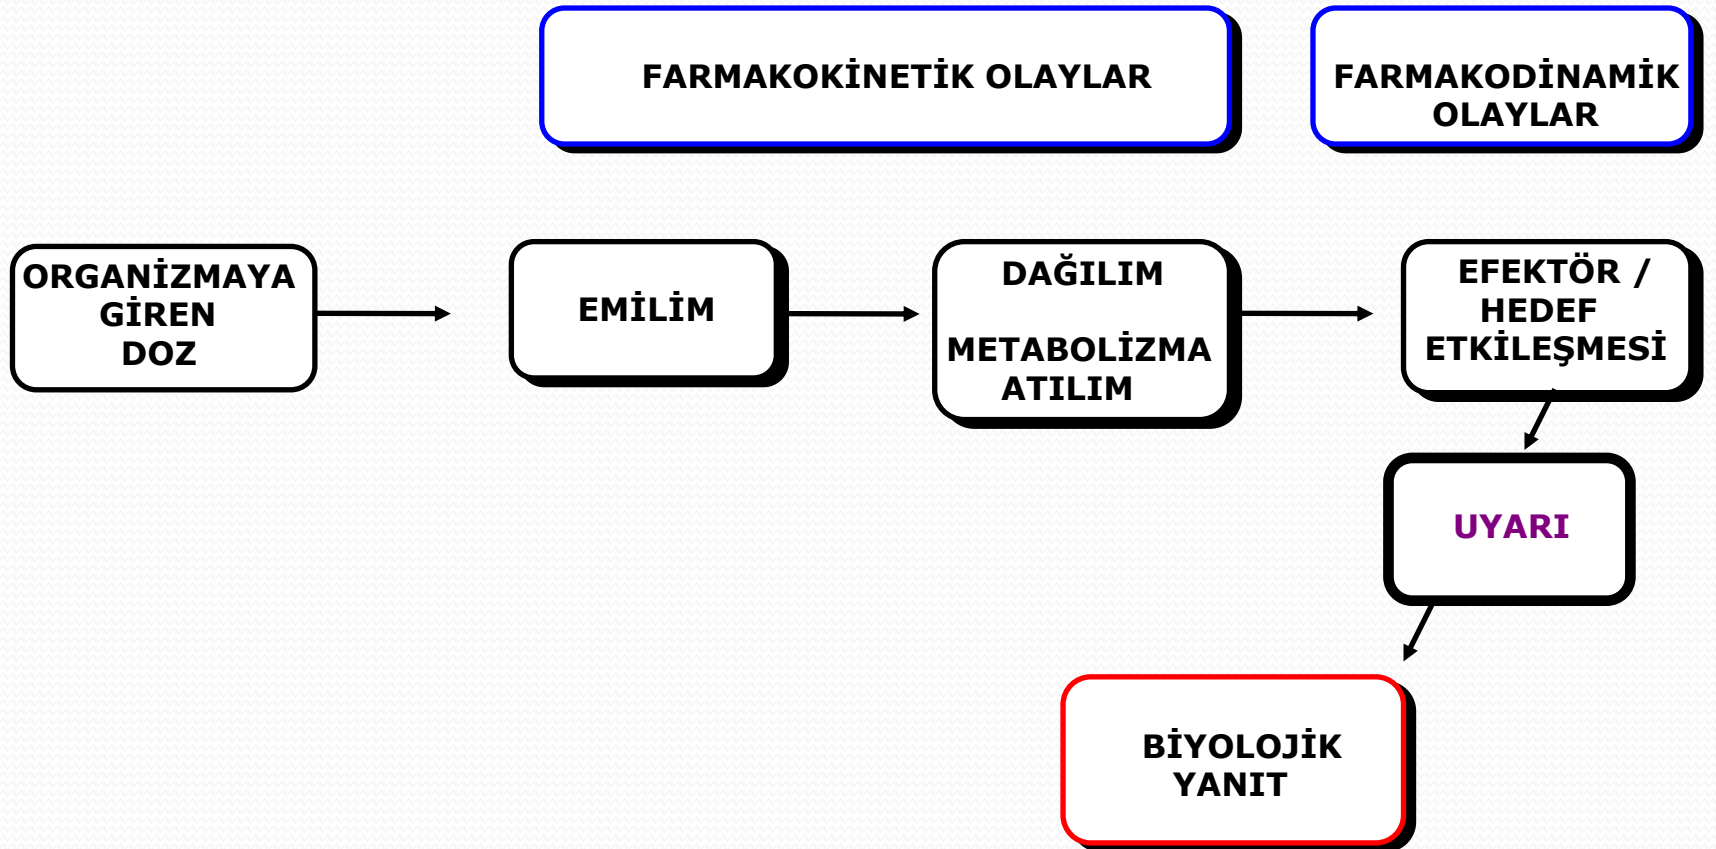 FARMAKOKİNETİK OLAYLAR
FARMAKODİNAMİK
OLAYLAR
ORGANİZMAYA
GİREN
DOZ
EMİLİM
DAĞILIM
METABOLİZMA
ATILIM
EFEKTÖR /
HEDEF
ETKİLEŞMESİ
UYARI
BİYOLOJİK
YANIT